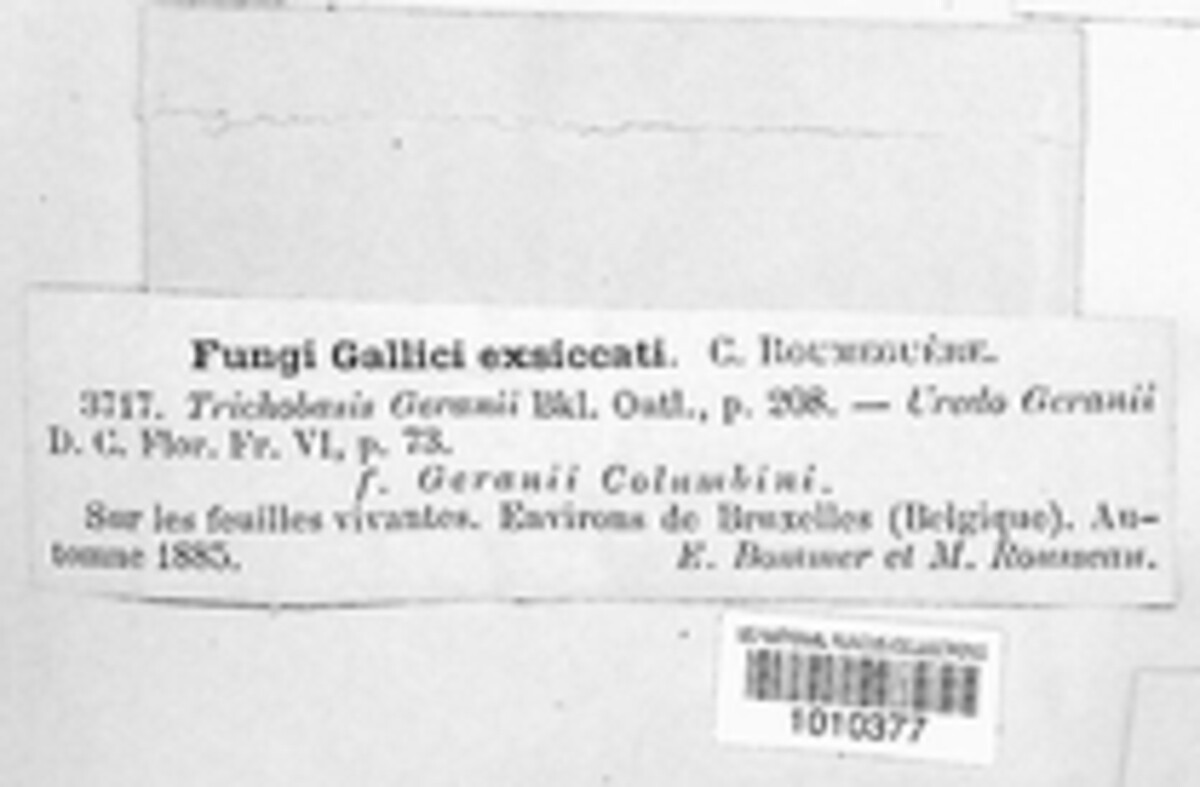 Fungi Gallici exsiccati. C. ROUMEGUÈRE.
3717. Trichobasis Geranii Bkl. Outl., p. 208. — Uredo Geranii
D. C. Flor. Fr. VI, p. 73.
f. Geranii Columbini.
Sur les feuilles vivantes. Environs de Bruxelles (Belgique). Au-
tomne 1885. E. Bommer et M. Rousseau.
1010377